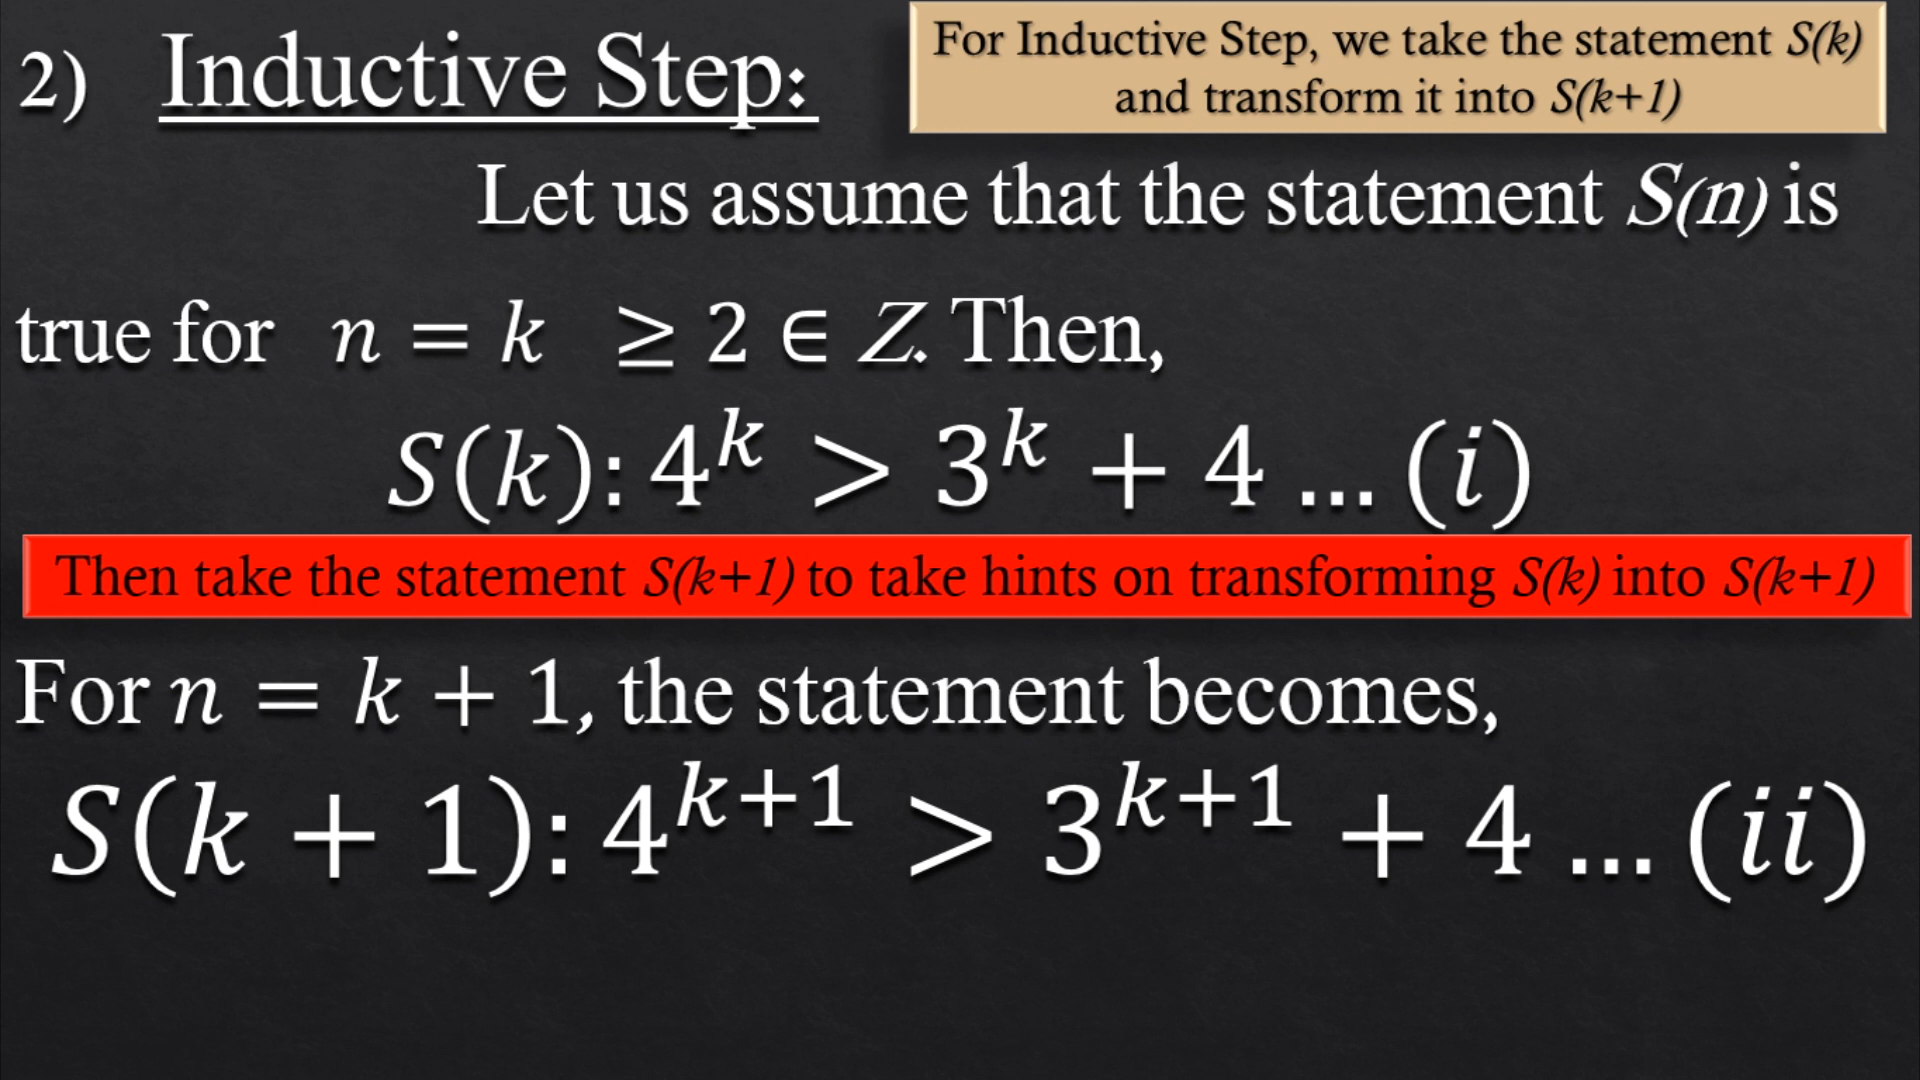 2) Inductive Step:
For Inductive Step, we take the statement S(k)
and transform it into S(k+1)
Let us assume that the statement S(n) is
true for n = k ≥ 2 ∈ Z. Then,
S(k): 4^k > 3^k + 4 … (i)
Then take the statement S(k+1) to take hints on transforming S(k) into S(k+1)
For n = k + 1, the statement becomes,
S(k + 1): 4^{k+1} > 3^{k+1} + 4 … (ii)